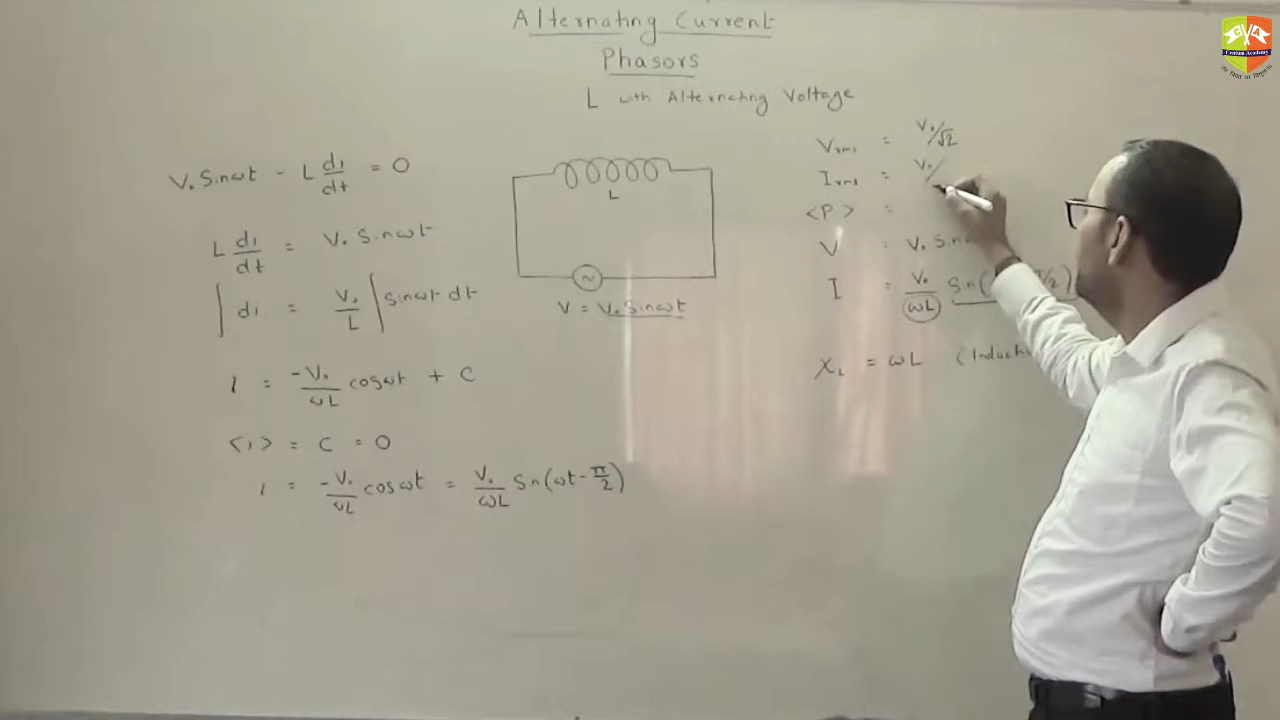 Alternating Current
Phasors
L with Alternating Voltage
V₀ Sinωt - L di/dt = 0
L di/dt = V₀ Sinωt
∫ di = V₀/L ∫ sinωt dt
i = -V₀/ωL cosωt + C
<i> = C = 0
i = -V₀/ωL cosωt = V₀/ωL Sin(ωt - π/2)
L
~
V = V₀ Sinωt
Vrms = V₀/√2
Irms = V₀/
<P> =
V = V₀ Sin
I = V₀/ωL Sin( π/2)
X_L = ωL
Centum Academy